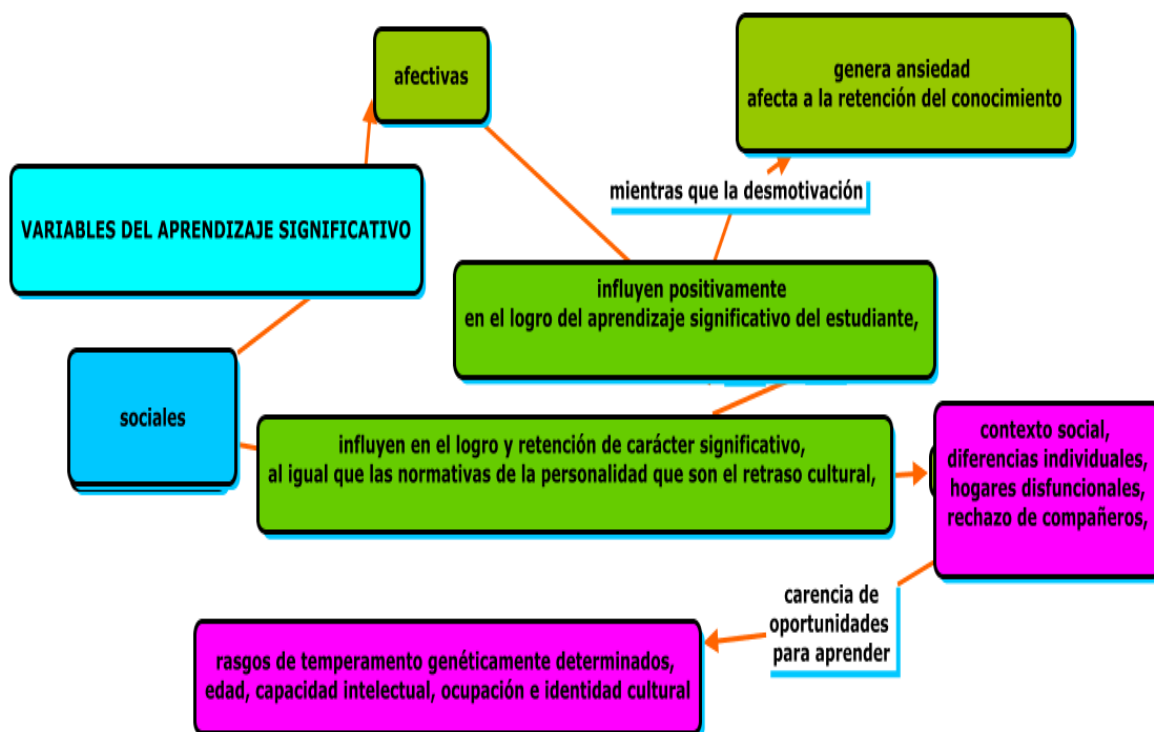 afectivas
genera ansiedad
afecta a la retención del conocimiento
mientras que la desmotivación
VARIABLES DEL APRENDIZAJE SIGNIFICATIVO
influyen positivamente
en el logro del aprendizaje significativo del estudiante,
sociales
influyen en el logro y retención de carácter significativo,
al igual que las normativas de la personalidad que son el retraso cultural,
contexto social,
diferencias individuales,
hogares disfuncionales,
rechazo de compañeros,
carencia de
oportunidades
para aprender
rasgos de temperamento genéticamente determinados,
edad, capacidad intelectual, ocupación e identidad cultural